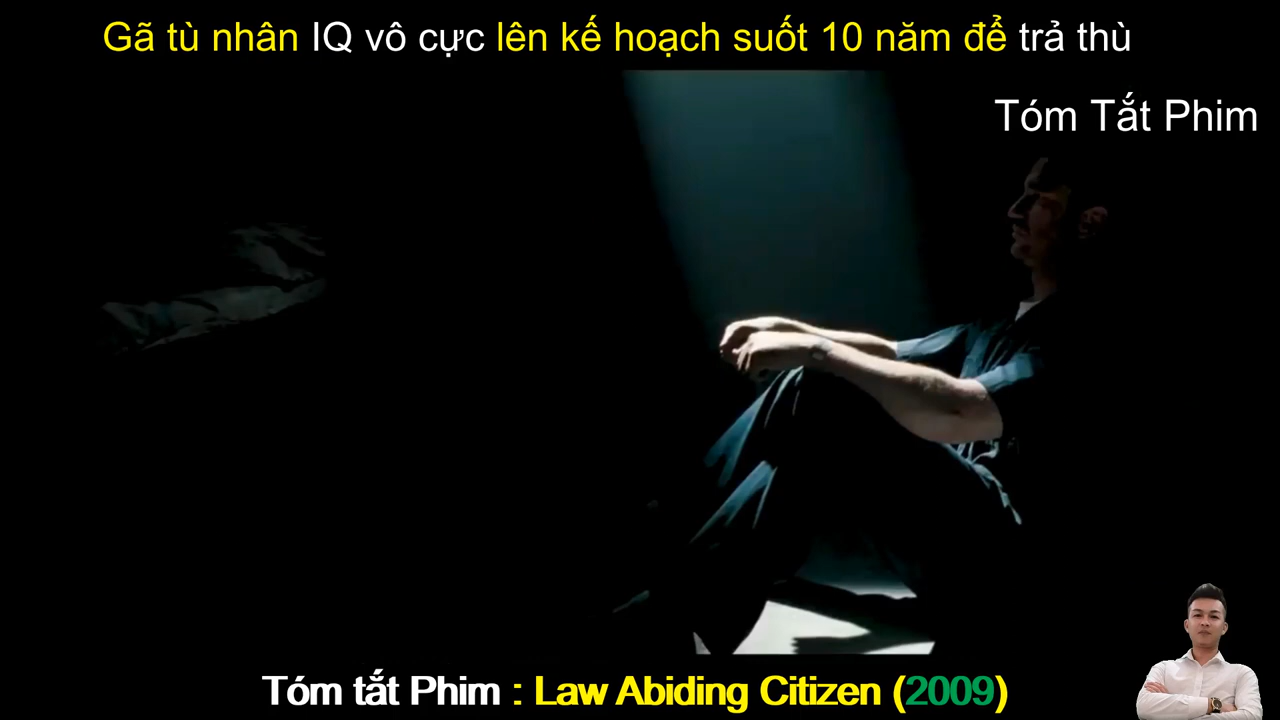 Gã tù nhân IQ vô cực lên kế hoạch suốt 10 năm để trả thù
Tóm Tắt Phim
Tóm tắt Phim : Law Abiding Citizen (2009)